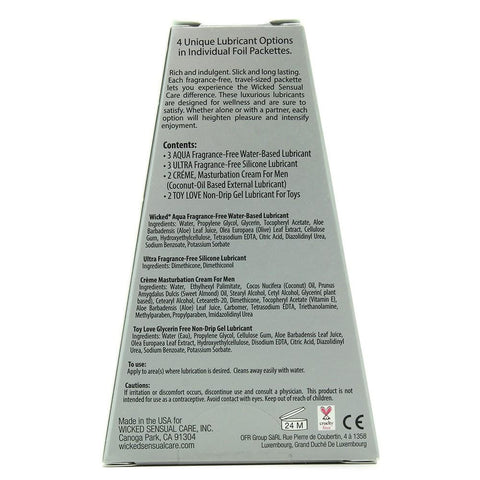 4 Unique Lubricant Options
in Individual Foil Packettes.
Rich and indulgent. Slick and long lasting.
Each fragrance-free, travel-sized packette
lets you experience the Wicked Sensual
Care difference. These luxurious lubricants
are designed for wellness and are sure to
satisfy. Whether alone or with a partner, each
option will heighten pleasure and intensify
enjoyment.
Contents:
• 3 AQUA Fragrance-Free Water-Based Lubricant
• 3 ULTRA Fragrance-Free Silicone Lubricant
• 2 CRÈME, Masturbation Cream For Men
(Coconut-Oil Based External Lubricant)
• 2 TOY LOVE Non-Drip Gel Lubricant For Toys
Wicked® Aqua Fragrance-Free Water-Based Lubricant
Ingredients: Water, Propylene Glycol, Glycerin, Tocopheryl Acetate, Aloe
Barbadensis (Aloe) Leaf Juice, Olea Europaea (Olive) Leaf Extract, Cellulose
Gum, Hydroxyethylcellulose, Tetrasodium EDTA, Citric Acid, Diazolidinyl Urea,
Sodium Benzoate, Potassium Sorbate
Ultra Fragrance-Free Silicone Lubricant
Ingredients: Dimethicone, Dimethiconol
Crème Masturbation Cream For Men
Ingredients: Water, Ethylhexyl Palmitate, Cocos Nucifera (Coconut) Oil, Prunus
Amygdalus Dulcis (Sweet Almond) Oil, Stearyl Alcohol, Cetyl Alcohol, Glycerin( plant
based), Cetearyl Alcohol, Ceteareth-20, Dimethicone, Tocopheryl Acetate (Vitamin E),
Aloe Barbadensis (Aloe) Leaf Juice, Carbomer, Tetrasodium EDTA, Triethanolamine,
Methylparaben, Propylparaben, Imidazolidinyl Urea
Toy Love Glycerin Free Non-Drip Gel Lubricant
Ingredients: Water (Eau), Propylene Glycol, Cellulose Gum, Aloe Barbadensis Leaf Juice,
Olea Europaea Leaf Extract, Hydroxyethylcellulose, Disodium EDTA, Citric Acid,
Diazolidinyl Urea, Sodium Benzoate, Potassium Sorbate
To use:
Apply to area(s) where lubrication is desired. Cleans away easily with water.
Cautions:
If irritation or discomfort occurs, discontinue use and consult a physician. This product is not
intended for use as a contraceptive. Avoid contact with eyes. Keep out of reach of children.
Made in the USA for
WICKED SENSUAL CARE, INC.
Canoga Park, CA 91304
wickedsensualcare.com
24 M
cruelty
free
OFR Group SàRL Rue Pierre de Coubertin, 4 à 1358
Luxembourg, Grand Duché De Luxembourg